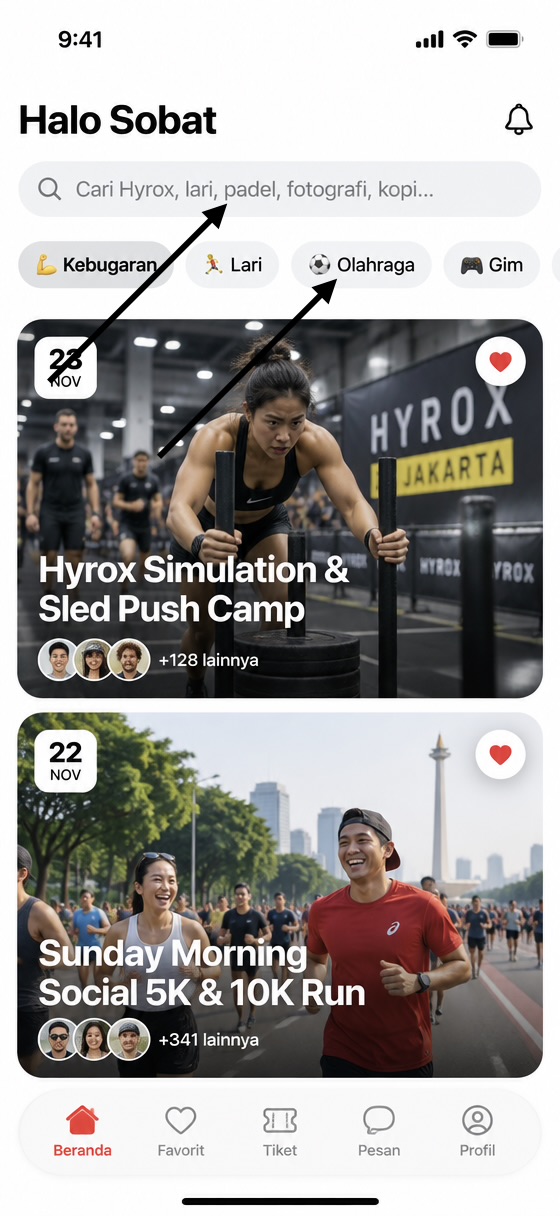 9:41
Halo Sobat
Cari Hyrox, lari, padel, fotografi, kopi...
Kebugaran
Lari
Olahraga
Gim
23
NOV
HYROX
JAKARTA
HYROX
YROX
Hyrox Simulation &
Sled Push Camp
+128 lainnya
22
NOV
Sunday Morning
Social 5K & 10K Run
+341 lainnya
Beranda
Favorit
Tiket
Pesan
Profil